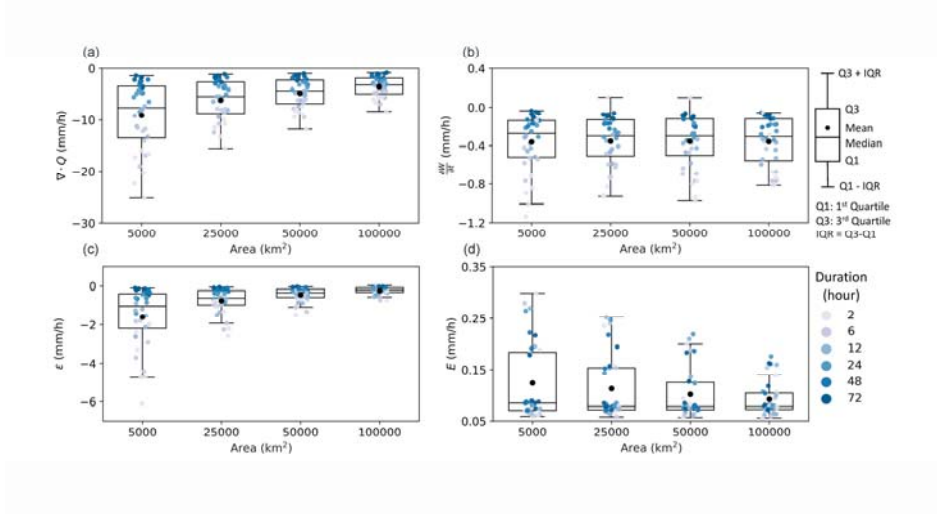 (a)
0
−10
−20
−30
∇ · Q (mm/h)
5000 25000 50000 100000
Area (km²)
(b)
0.4
0.0
−0.4
−0.8
−1.2
∂W/∂t (mm/h)
5000 25000 50000 100000
Area (km²)
Q3 + IQR
Q3
Mean
Median
Q1
Q1 - IQR
Q1: 1st Quartile
Q3: 3rd Quartile
IQR = Q3-Q1
(c)
0
−2
−4
−6
ε (mm/h)
5000 25000 50000 100000
Area (km²)
(d)
0.35
0.25
0.15
0.05
E (mm/h)
5000 25000 50000 100000
Area (km²)
Duration
(hour)
2
6
12
24
48
72